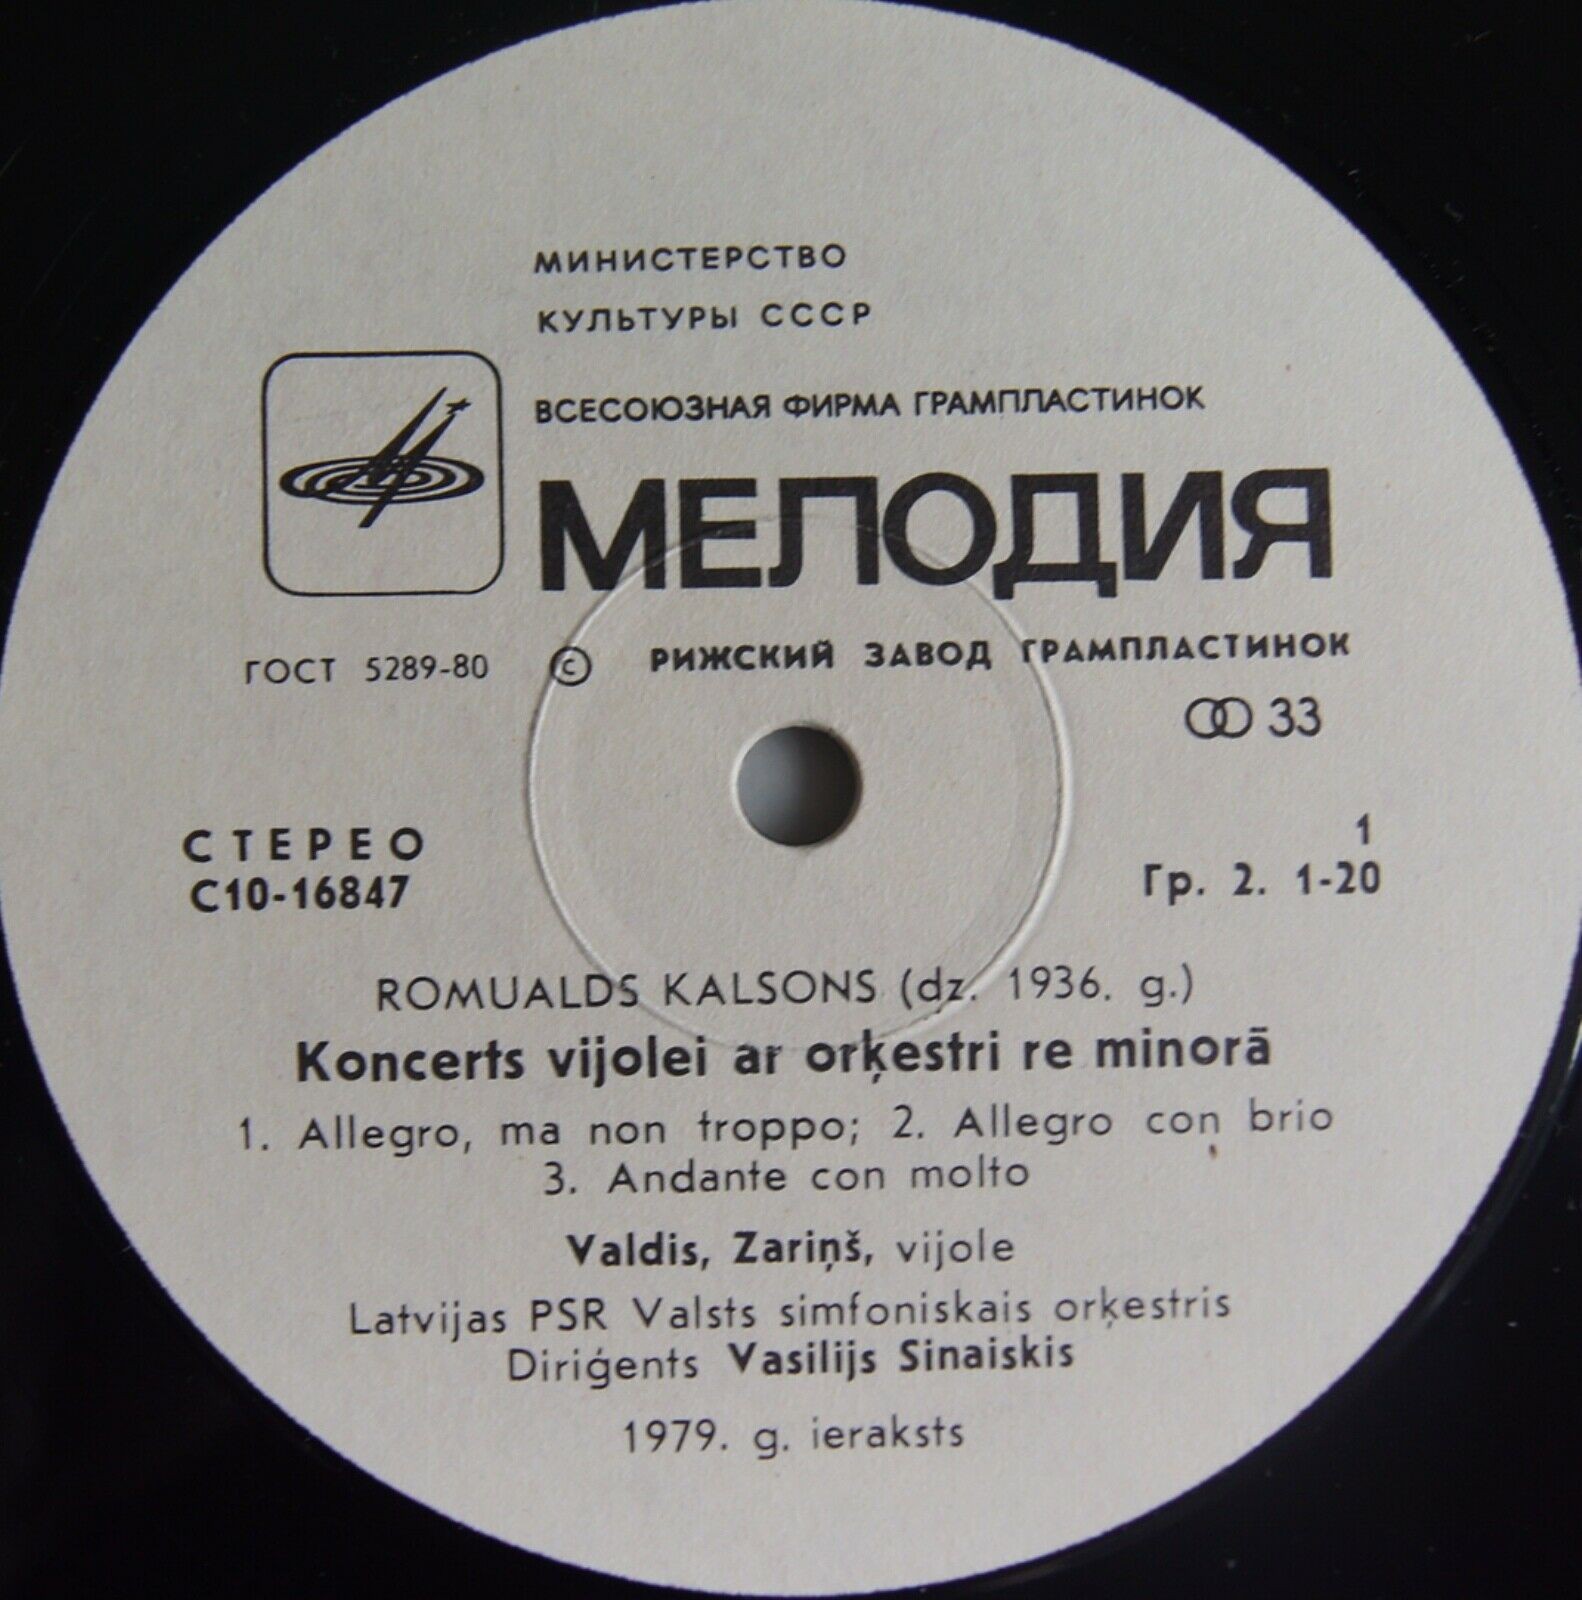 МИНИСТЕРСТВО
КУЛЬТУРЫ СССР
ВСЕСОЮЗНАЯ ФИРМА ГРАМПЛАСТИНОК
МЕЛОДИЯ
ГОСТ 5289-80 © РИЖСКИЙ ЗАВОД ГРАМПЛАСТИНОК
33
СТЕРЕО
1
С10-16847
Гр. 2. 1-20
ROMUALDS KALSONS (dz. 1936. g.)
Koncerts vijolei ar orķestri re minorā
1. Allegro, ma non troppo; 2. Allegro con brio
3. Andante con molto
Valdis, Zariņš, vijole
Latvijas PSR Valsts simfoniskais orķestris
Diriģents Vasilijs Sinaiskis
1979. g. ieraksts